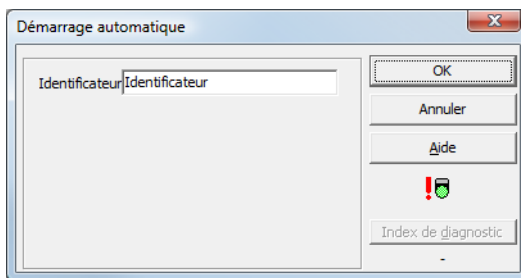 Démarrage automatique
Identificateur Identificateur
OK
Annuler
Aide
Index de diagnostic
-